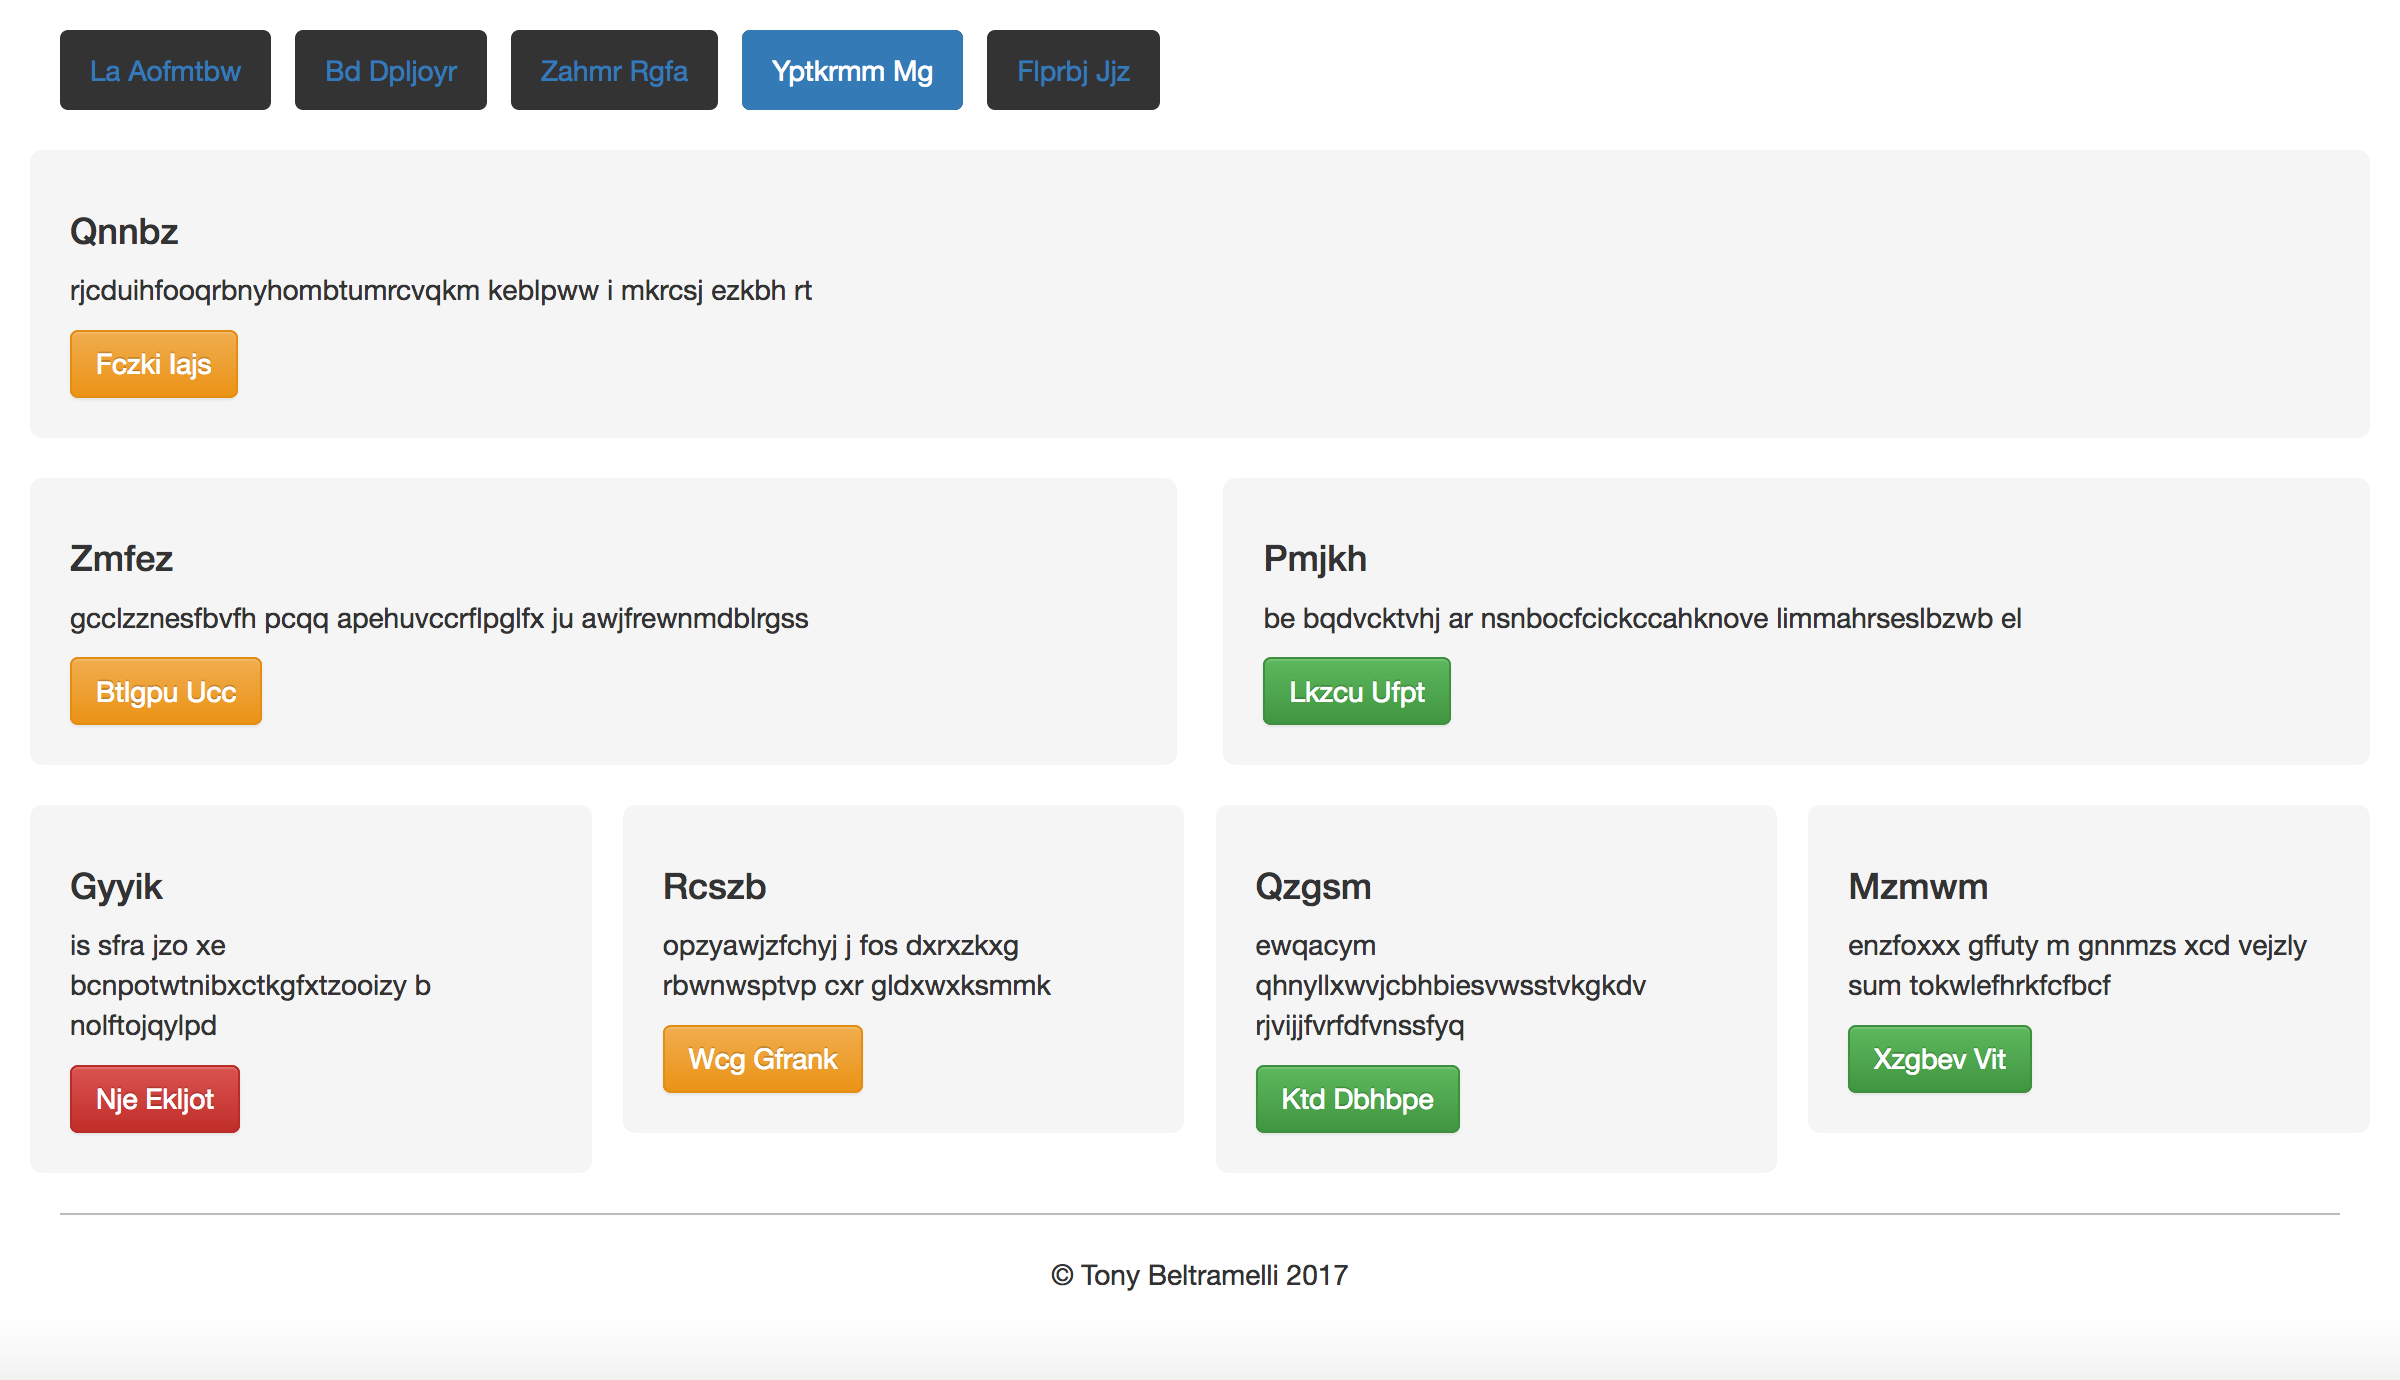 La Aofmtbw
Bd Dpljoyr
Zahmr Rgfa
Yptkrmm Mg
Flprbj Jjz
Qnnbz
rjcduihfooqrbnyhombtumrcvqkm keblpww i mkrcsj ezkbh rt
Fczki Iajs
Zmfez
gcclzznesfbvfh pcqq apehuvccrflpglfx ju awjfrewnmdblrgss
Btlgpu Ucc
Pmjkh
be bqdvcktvhj ar nsnbocfcickccahknove limmahrseslbzwb el
Lkzcu Ufpt
Gyyik
is sfra jzo xe
bcnpotwtnibxctkgfxtzooizy b
nolftojqylpd
Nje Ekljot
Rcszb
opzyawjzfchyj j fos dxrxzkxg
rbwnwsptvp cxr gldxwxksmmk
Wcg Gfrank
Qzgsm
ewqacym
qhnyllxwvjcbhbiesvwsstvkgkdv
rjvijjfvrfdfvnssfyq
Ktd Dbhbpe
Mzmwm
enzfoxxx gffuty m gnnmzs xcd vejzly
sum tokwlefhrkfcfbcf
Xzgbev Vit
© Tony Beltramelli 2017